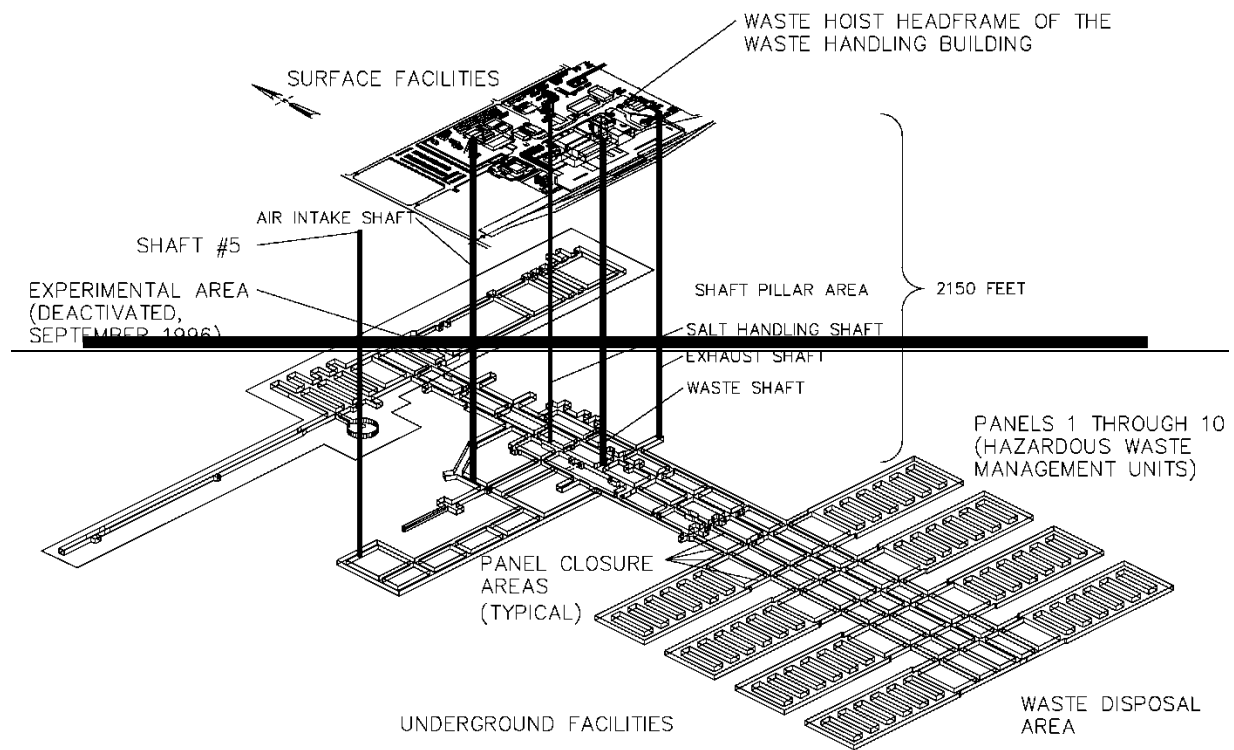 WASTE HOIST HEADFRAME OF THE
WASTE HANDLING BUILDING
SURFACE FACILITIES
AIR INTAKE SHAFT
SHAFT #5
EXPERIMENTAL AREA
(DEACTIVATED,
SEPTEMBER 1996)
SHAFT PILLAR AREA
2150 FEET
SALT HANDLING SHAFT
EXHAUST SHAFT
WASTE SHAFT
PANELS 1 THROUGH 10
(HAZARDOUS WASTE
MANAGEMENT UNITS)
PANEL CLOSURE
AREAS
(TYPICAL)
UNDERGROUND FACILITIES
WASTE DISPOSAL
AREA